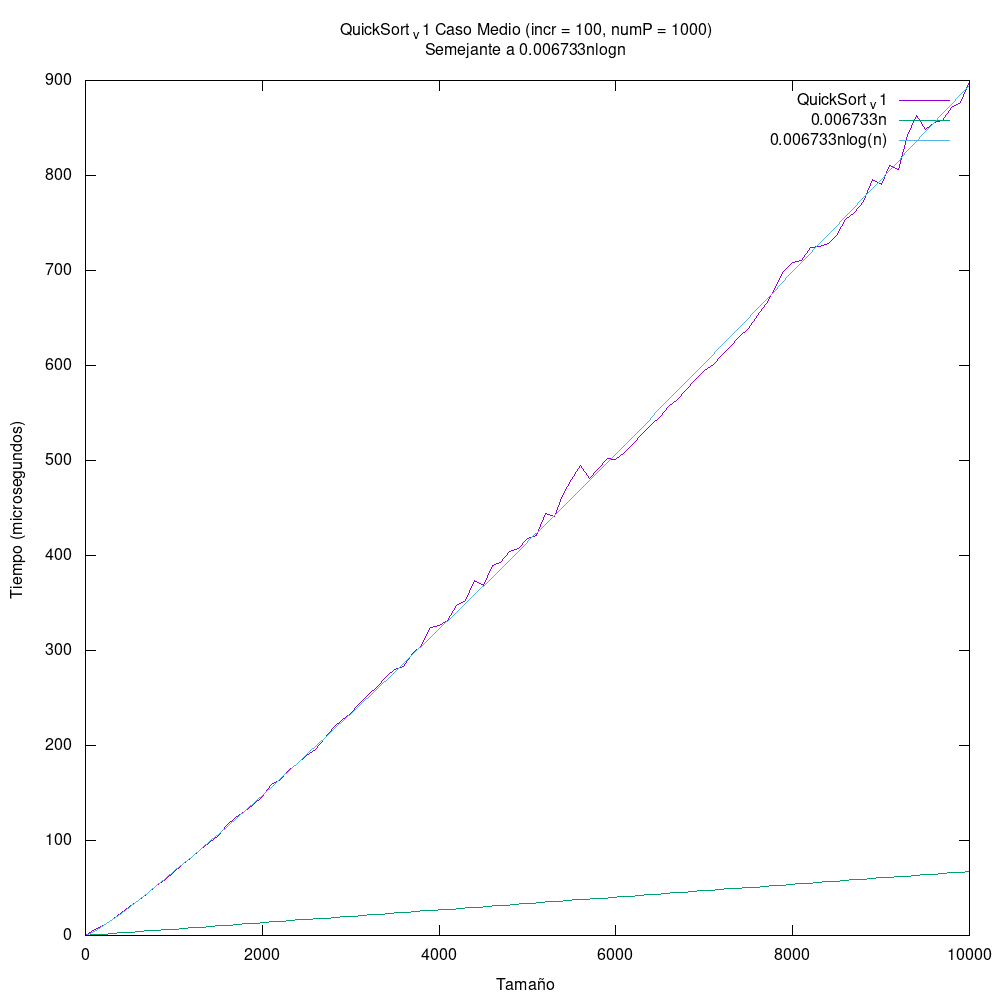 QuickSort v 1 Caso Medio (incr = 100, numP = 1000)
Semejante a 0.006733nlogn
QuickSort v 1
0.006733n
0.006733nlog(n)
900
800
700
600
500
400
300
200
100
0
Tiempo (microsegundos)
0 2000 4000 6000 8000 10000
Tamaño